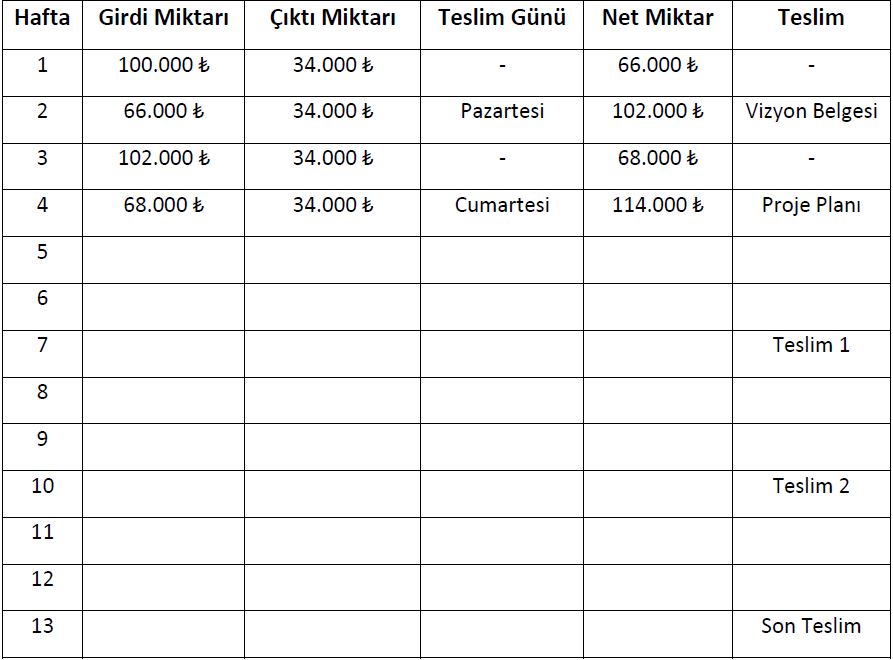 Hafta Girdi Miktarı Çıktı Miktarı Teslim Günü Net Miktar Teslim
1 100.000 ₺ 34.000 ₺ - 66.000 ₺ -
2 66.000 ₺ 34.000 ₺ Pazartesi 102.000 ₺ Vizyon Belgesi
3 102.000 ₺ 34.000 ₺ - 68.000 ₺ -
4 68.000 ₺ 34.000 ₺ Cumartesi 114.000 ₺ Proje Planı
5
6
7 Teslim 1
8
9
10 Teslim 2
11
12
13 Son Teslim